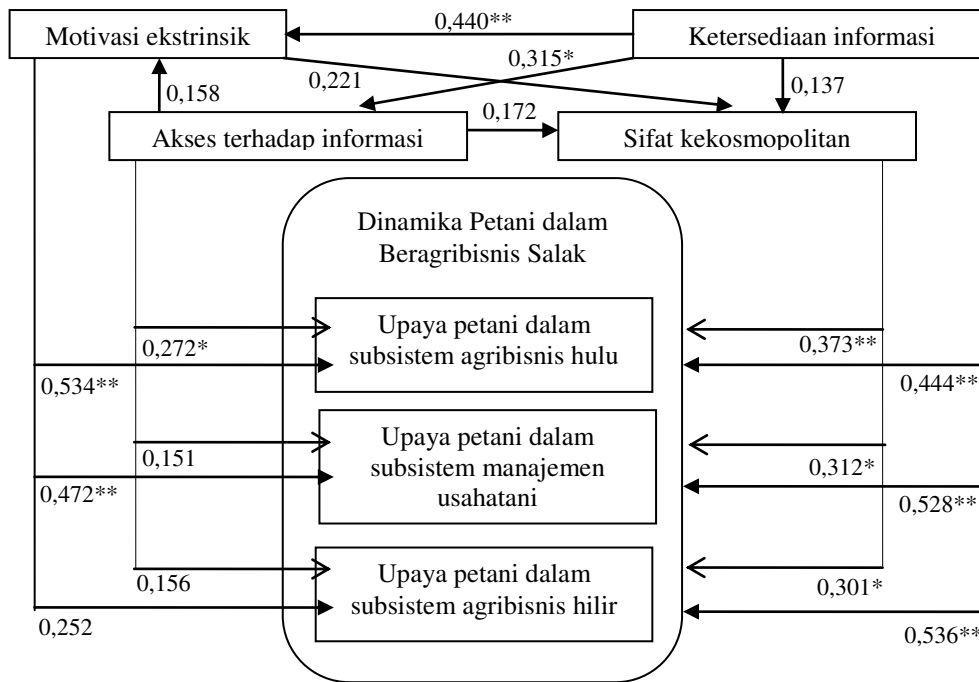 0,440**
Motivasi ekstrinsik
Ketersediaan informasi
0,315*
0,221
0,158
0,137
0,172
Akses terhadap informasi
Sifat kekosmopolitan
Dinamika Petani dalam
Beragribisnis Salak
Upaya petani dalam
subsistem agribisnis hulu
0,272*
0,373**
0,534**
0,444**
Upaya petani dalam
subsistem manajemen
usahatani
0,151
0,312*
0,472**
0,528**
Upaya petani dalam
subsistem agribisnis hilir
0,156
0,301*
0,252
0,536**